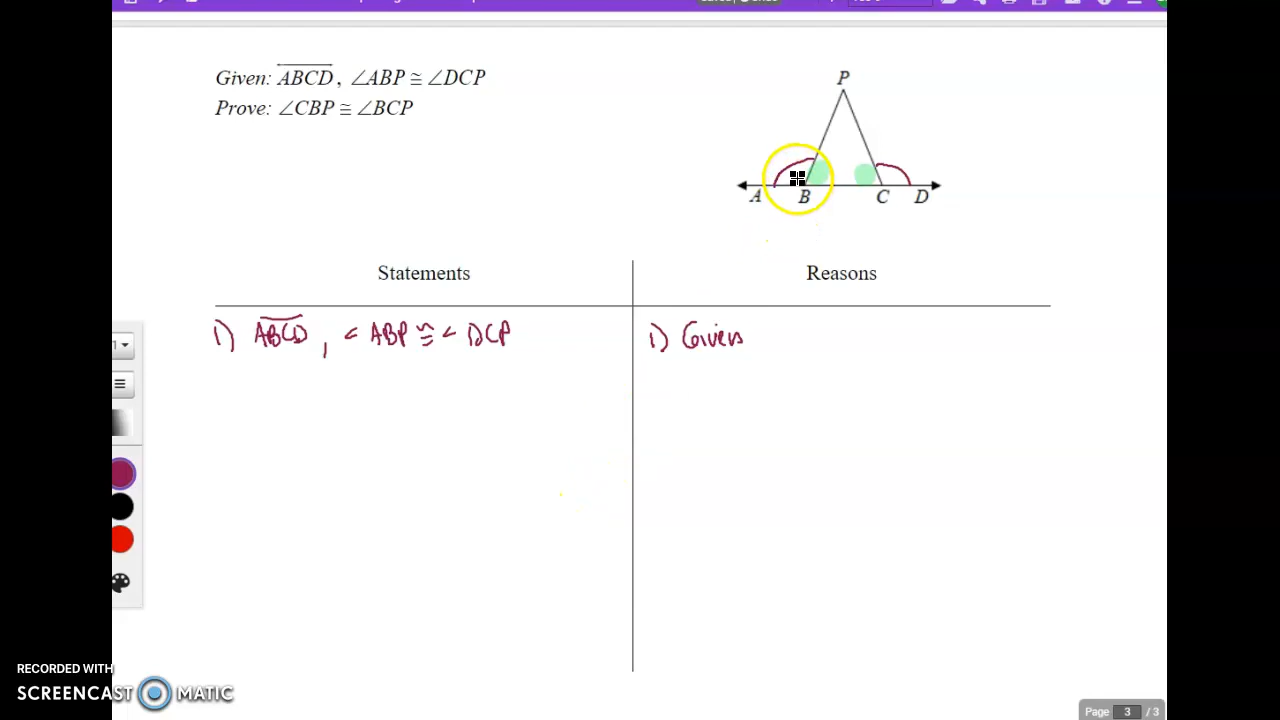 Given: ABCD, ∠ABP ≅ ∠DCP
Prove: ∠CBP ≅ ∠BCP
P
A B C D
Statements Reasons
1) ABCD, ∠ABP ≅ ∠DCP 1) Given
1
RECORDED WITH
SCREENCAST MATIC
Page 3 / 3